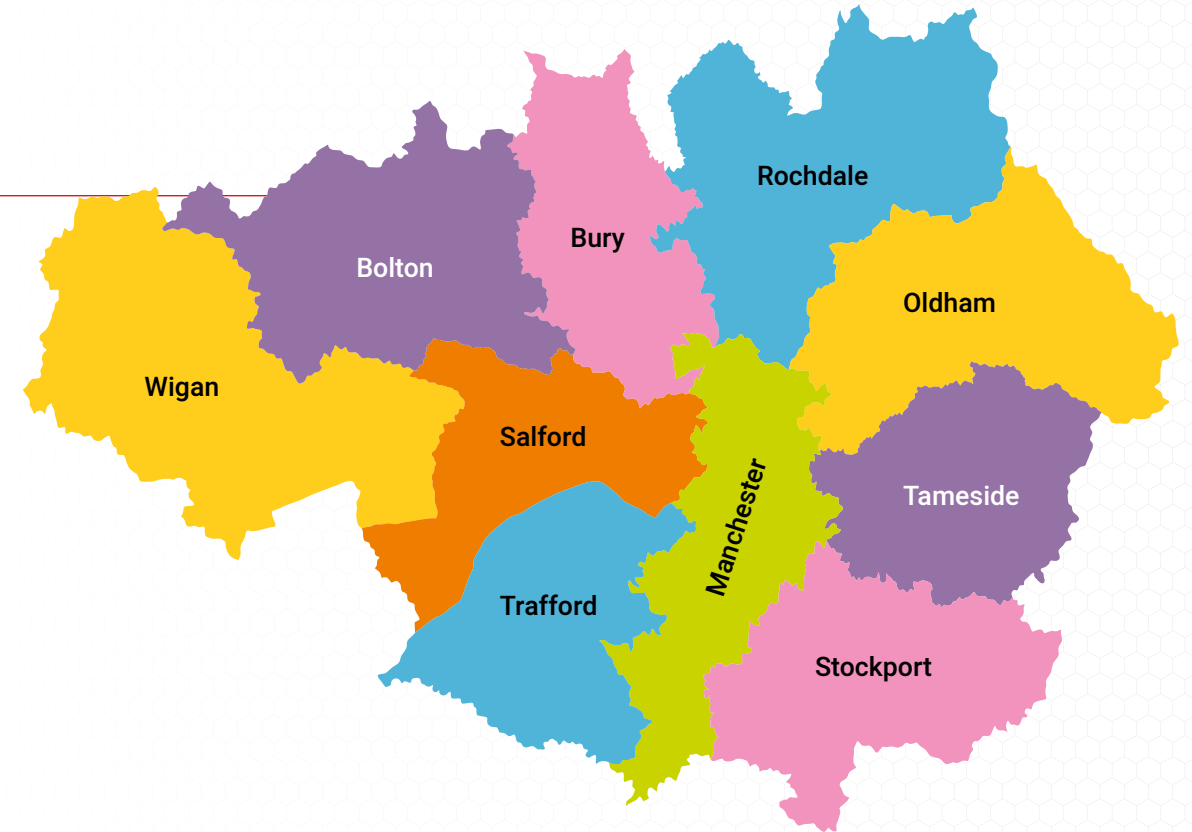 Rochdale
Bury
Bolton
Oldham
Wigan
Salford
Tameside
Manchester
Trafford
Stockport